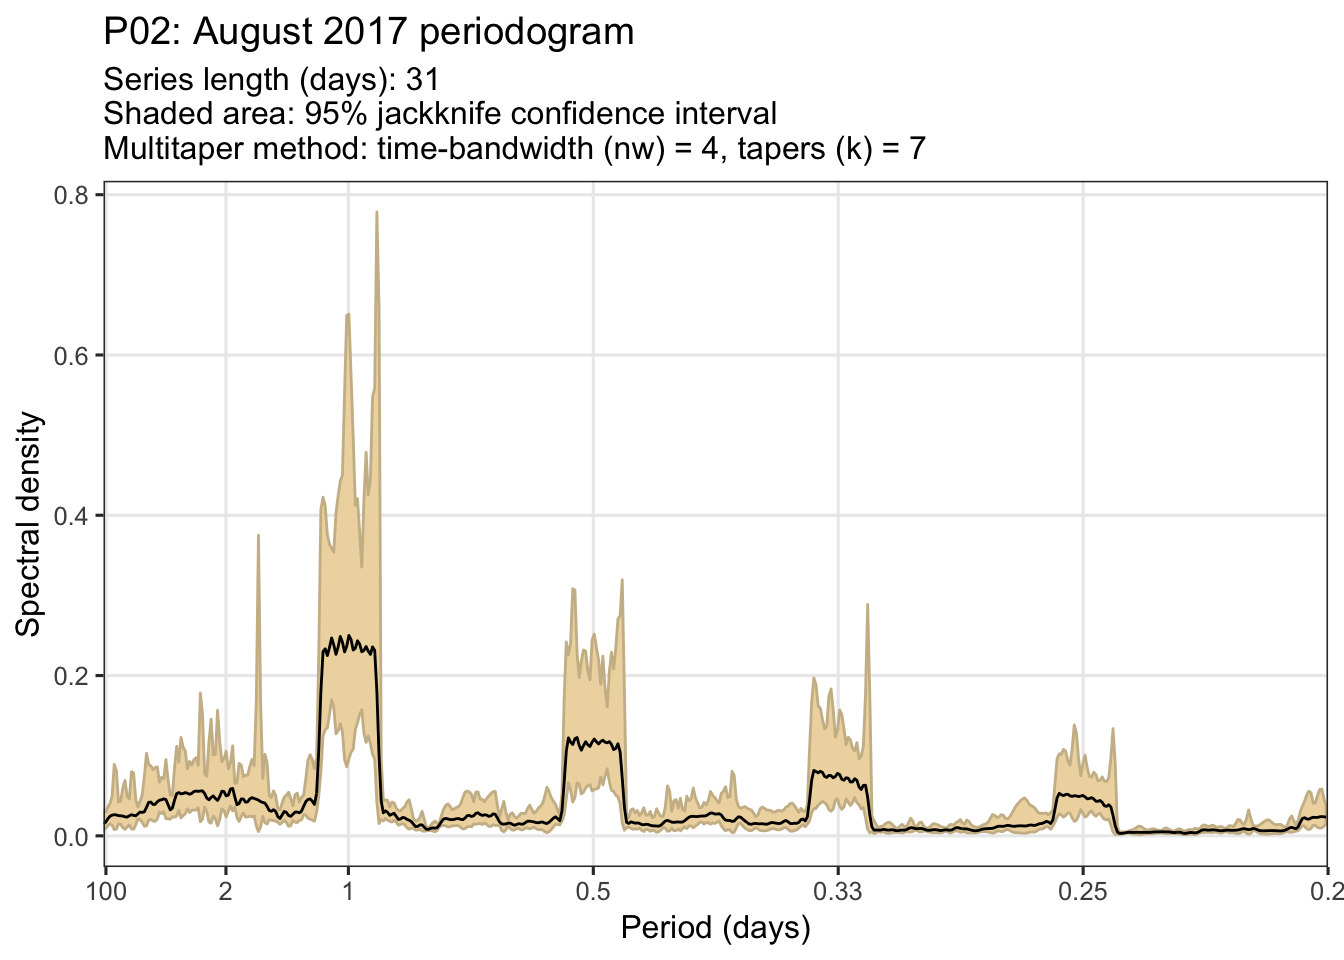 P02: August 2017 periodogram
Series length (days): 31
Shaded area: 95% jackknife confidence interval
Multitaper method: time-bandwidth (nw) = 4, tapers (k) = 7
0.8
0.6
0.4
0.2
0.0
Spectral density
100 2 1 0.5 0.33 0.25 0.2
Period (days)